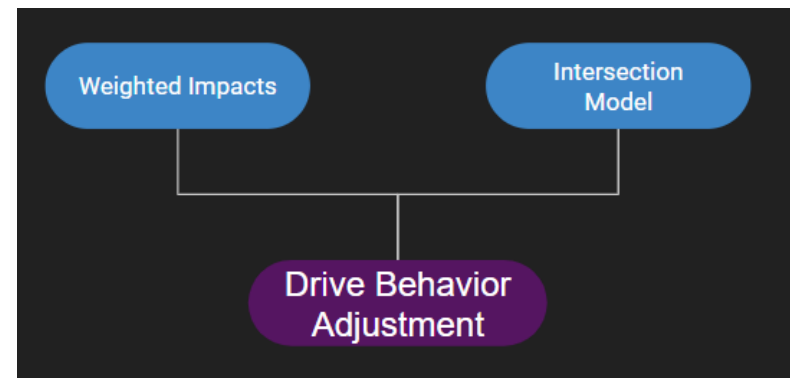 Weighted Impacts
Intersection
Model
Drive Behavior
Adjustment